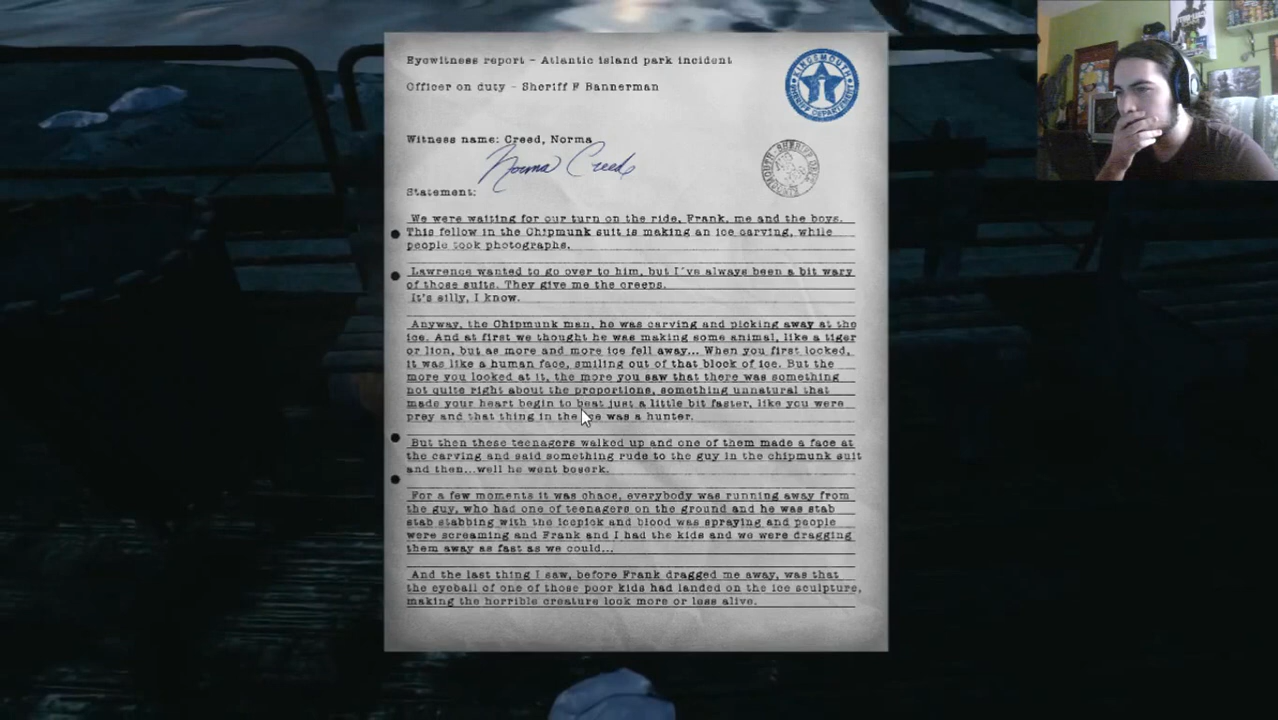 Eyewitness report - Atlantic island park incident
Officer on duty - Sheriff F Bannerman
KINGSMOUTH
SHERIFF DEPARTMENT
Witness name: Creed, Norma
Norma Creed
Statement:
We were waiting for our turn on the ride, Frank, me and the boys.
This fellow in the Chipmunk suit is making an ice carving, while
people took photographs.
Lawrence wanted to go over to him, but I've always been a bit wary
of those suits. They give me the creeps.
It's silly, I know.
Anyway, the Chipmunk man, he was carving and picking away at the
ice. And at first we thought he was making some animal, like a tiger
or lion, but as more and more ice fell away... When you first looked,
it was like a human face, smiling out of that block of ice. But the
more you looked at it, the more you saw that there was something
not quite right about the proportions, something unnatural that
made your heart begin to beat just a little bit faster, like you were
prey and that thing in the ice was a hunter.
But then these teenagers walked up and one of them made a face at
the carving and said something rude to the guy in the chipmunk suit
and then...well he went beserk.
For a few moments it was chaos, everybody was running away from
the guy, who had one of teenagers on the ground and he was stab
stab stabbing with the icepick and blood was spraying and people
were screaming and Frank and I had the kids and we were dragging
them away as fast as we could...
And the last thing I saw, before Frank dragged me away, was that
the eyeball of one of those poor kids had landed on the ice sculpture,
making the horrible creature look more or less alive.